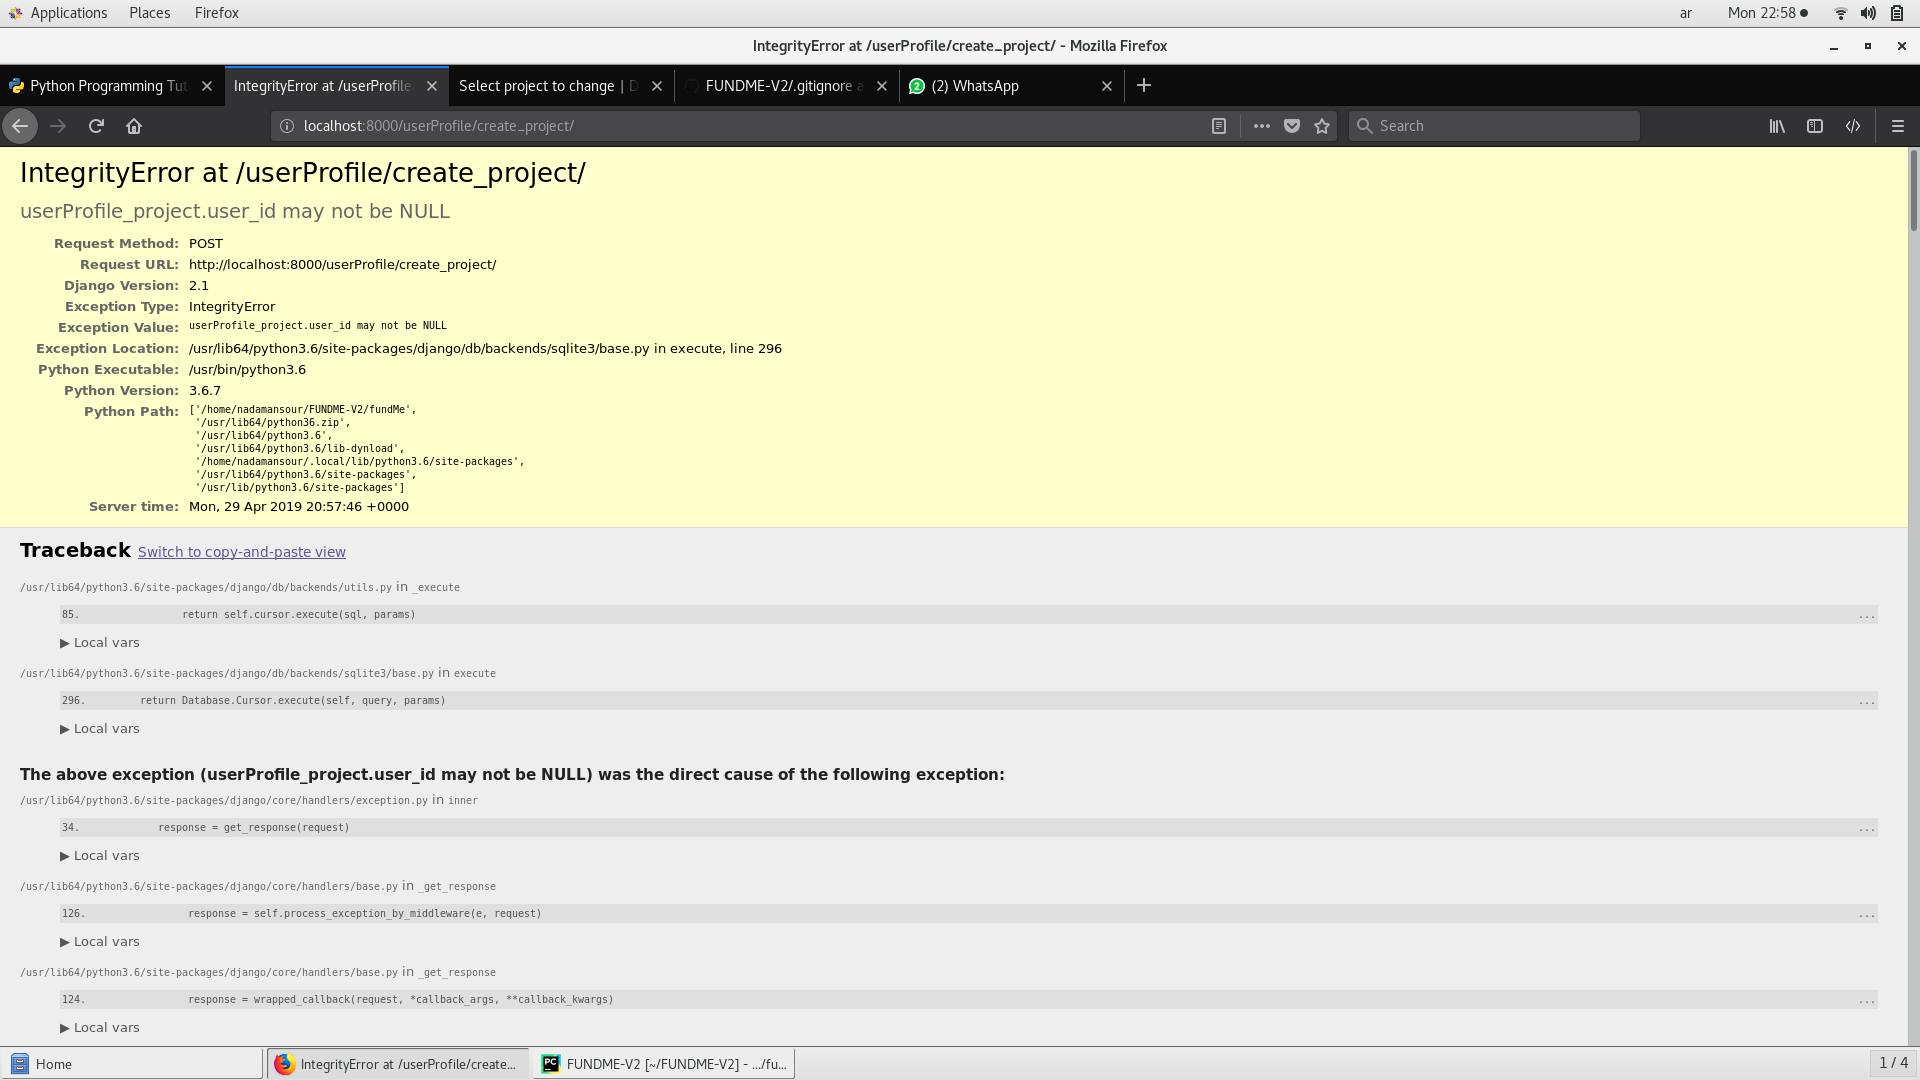 Applications Places Firefox ar Mon 22:58
IntegrityError at /userProfile/create_project/ - Mozilla Firefox
Python Programming Tut IntegrityError at /userProfile Select project to change | D FUNDME-V2/.gitignore a (2) WhatsApp
localhost:8000/userProfile/create_project/ Search
IntegrityError at /userProfile/create_project/
userProfile_project.user_id may not be NULL
Request Method: POST
Request URL: http://localhost:8000/userProfile/create_project/
Django Version: 2.1
Exception Type: IntegrityError
Exception Value: userProfile_project.user_id may not be NULL
Exception Location: /usr/lib64/python3.6/site-packages/django/db/backends/sqlite3/base.py in execute, line 296
Python Executable: /usr/bin/python3.6
Python Version: 3.6.7
Python Path: ['/home/nadamansour/FUNDME-V2/fundMe',
'/usr/lib64/python36.zip',
'/usr/lib64/python3.6',
'/usr/lib64/python3.6/lib-dynload',
'/home/nadamansour/.local/lib/python3.6/site-packages',
'/usr/lib64/python3.6/site-packages',
'/usr/lib/python3.6/site-packages']
Server time: Mon, 29 Apr 2019 20:57:46 +0000
Traceback Switch to copy-and-paste view
/usr/lib64/python3.6/site-packages/django/db/backends/utils.py in _execute
85. return self.cursor.execute(sql, params) ...
▶ Local vars
/usr/lib64/python3.6/site-packages/django/db/backends/sqlite3/base.py in execute
296. return Database.Cursor.execute(self, query, params) ...
▶ Local vars
The above exception (userProfile_project.user_id may not be NULL) was the direct cause of the following exception:
/usr/lib64/python3.6/site-packages/django/core/handlers/exception.py in inner
34. response = get_response(request) ...
▶ Local vars
/usr/lib64/python3.6/site-packages/django/core/handlers/base.py in _get_response
126. response = self.process_exception_by_middleware(e, request) ...
▶ Local vars
/usr/lib64/python3.6/site-packages/django/core/handlers/base.py in _get_response
124. response = wrapped_callback(request, *callback_args, **callback_kwargs) ...
▶ Local vars
Home IntegrityError at /userProfile/create... PC FUNDME-V2 [~/FUNDME-V2] - .../fu... 1 / 4